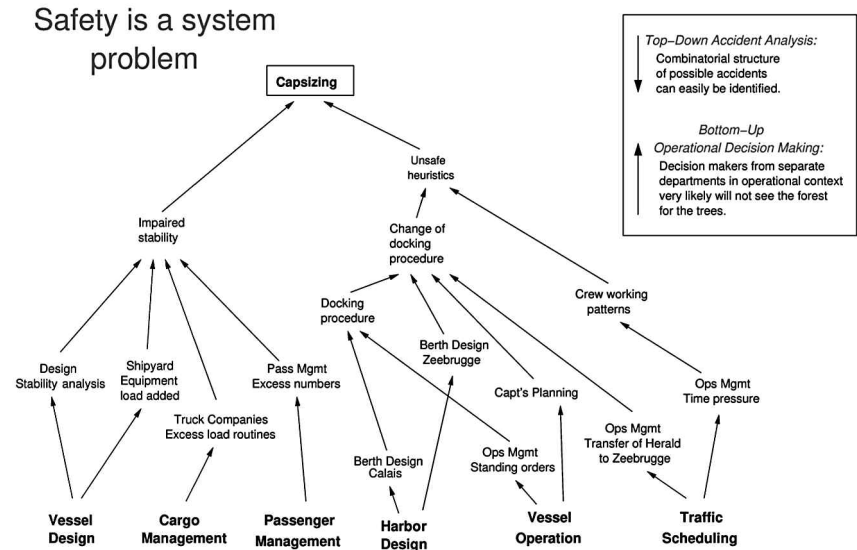 Safety is a system
problem
Capsizing
Top-Down Accident Analysis:
Combinatorial structure
of possible accidents
can easily be identified.
Bottom-Up
Operational Decision Making:
Decision makers from separate
departments in operational context
very likely will not see the forest
for the trees.
Unsafe
heuristics
Impaired
stability
Change of
docking
procedure
Crew working
patterns
Docking
procedure
Berth Design
Zeebrugge
Design
Stability analysis
Shipyard
Equipment
load added
Pass Mgmt
Excess numbers
Capt's Planning
Ops Mgmt
Time pressure
Truck Companies
Excess load routines
Ops Mgmt
Transfer of Herald
to Zeebrugge
Berth Design
Calais
Ops Mgmt
Standing orders
Vessel
Design
Cargo
Management
Passenger
Management
Harbor
Design
Vessel
Operation
Traffic
Scheduling